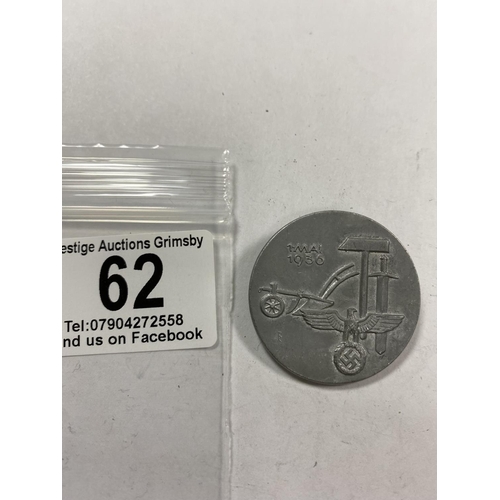 estige Auctions Grimsby
62
Tel:07904272558
nd us on Facebook
1 MAI
1936